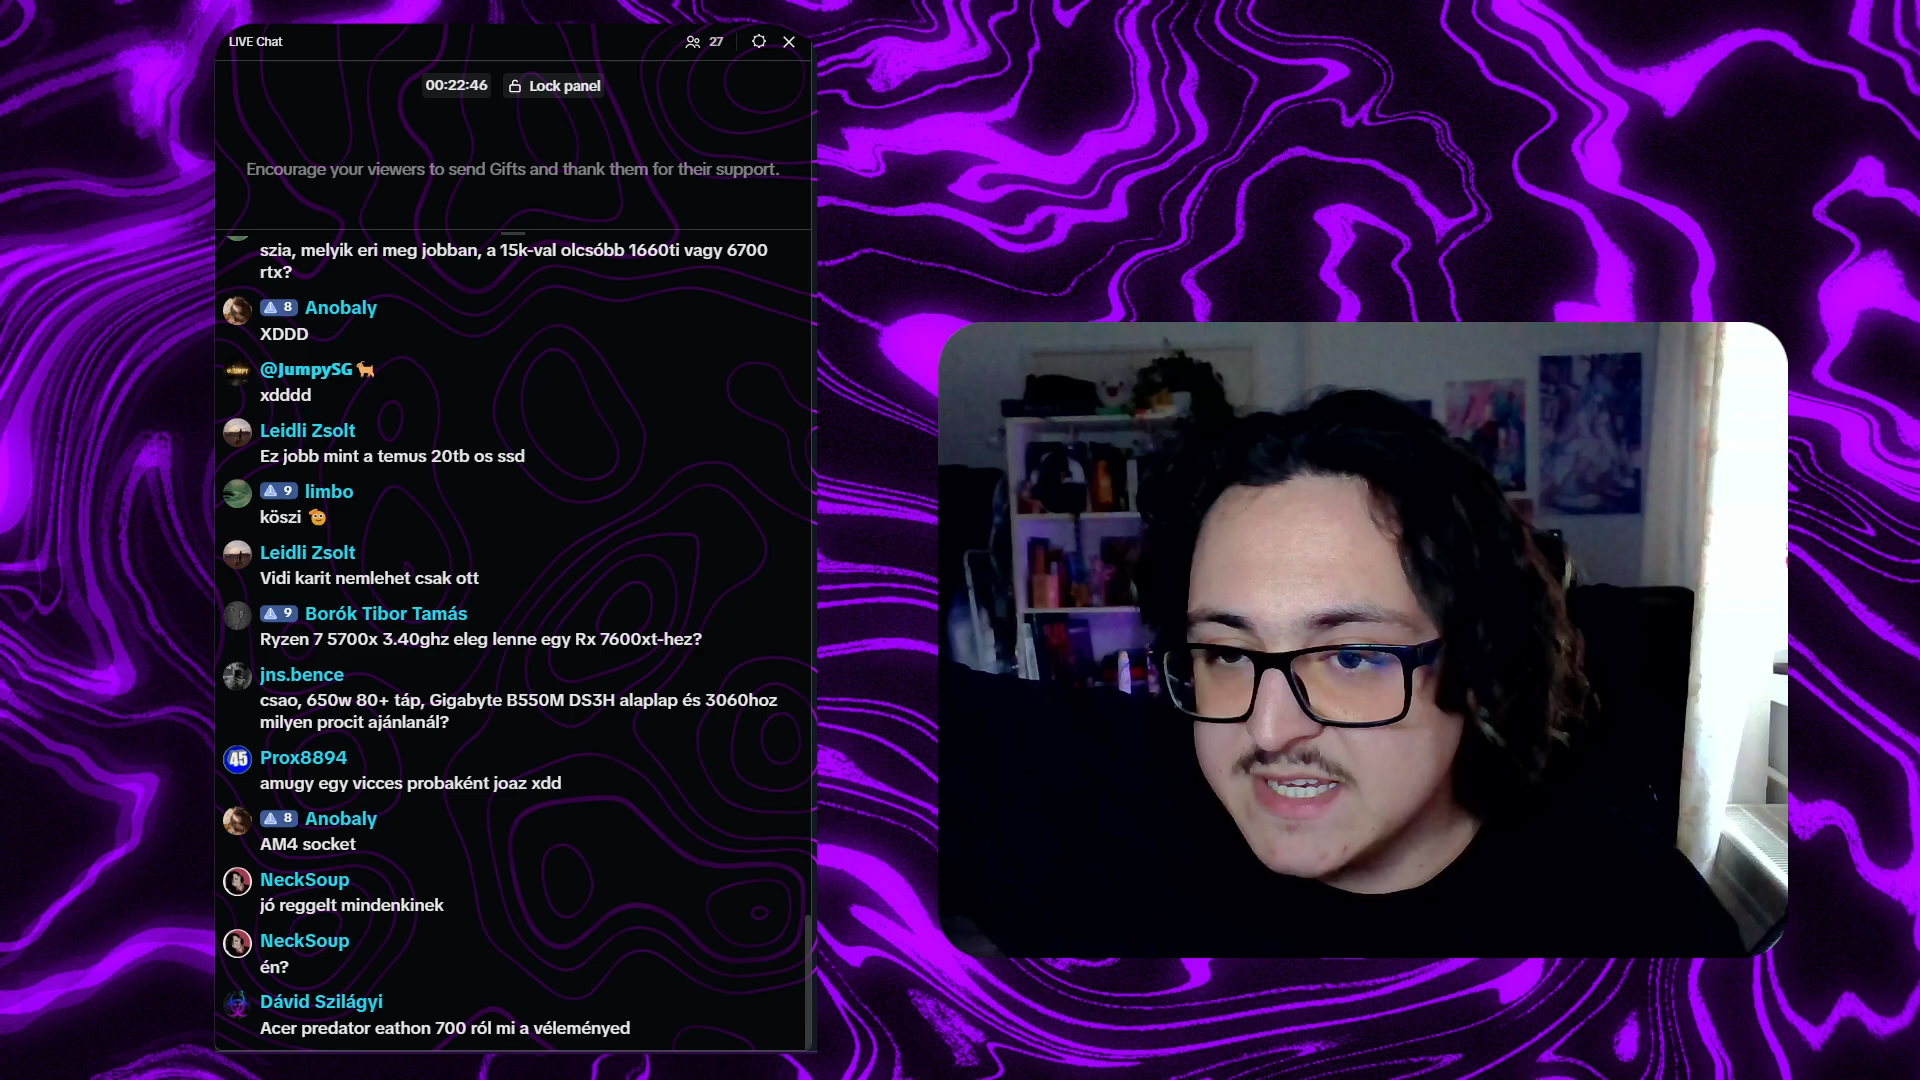 LIVE Chat
27
00:22:46
Lock panel
Encourage your viewers to send Gifts and thank them for their support.
szia, melyik eri meg jobban, a 15k-val olcsóbb 1660ti vagy 6700
rtx?
8 Anobaly
XDDD
@JumpySG
xdddd
Leidli Zsolt
Ez jobb mint a temus 20tb os ssd
9 limbo
köszi
Leidli Zsolt
Vidi karit nemlehet csak ott
9 Borók Tibor Tamás
Ryzen 7 5700x 3.40ghz eleg lenne egy Rx 7600xt-hez?
jns.bence
csao, 650w 80+ táp, Gigabyte B550M DS3H alaplap és 3060hoz
milyen procit ajánlanál?
45
Prox8894
amugy egy vicces probaként joaz xdd
8 Anobaly
AM4 socket
NeckSoup
jó reggelt mindenkinek
NeckSoup
én?
Dávid Szilágyi
Acer predator eathon 700 ról mi a véleményed